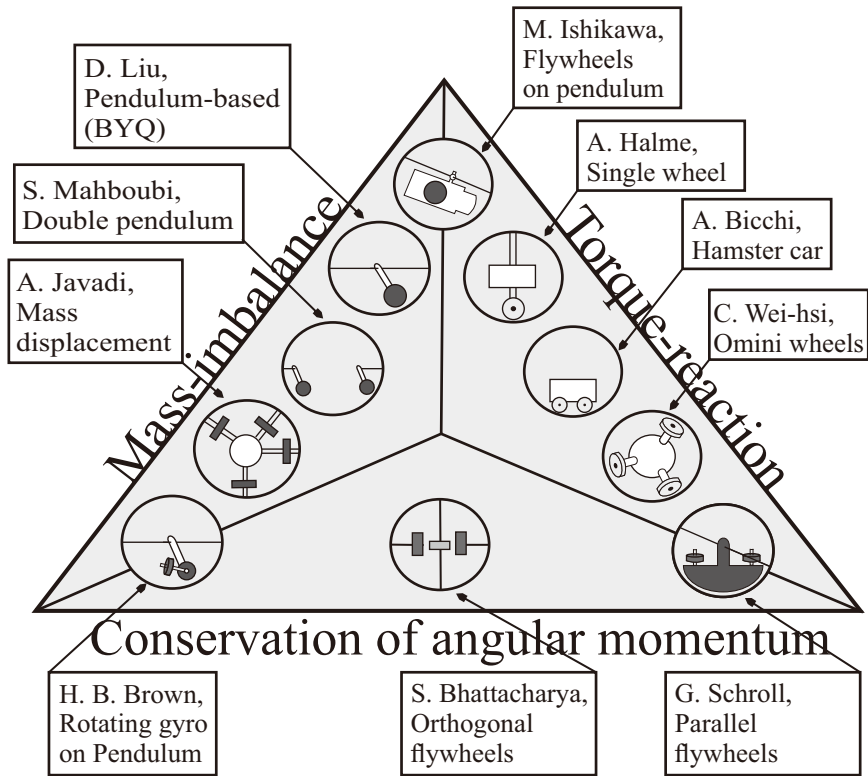 M. Ishikawa,
Flywheels
on pendulum
D. Liu,
Pendulum-based
(BYQ)
A. Halme,
Single wheel
S. Mahboubi,
Double pendulum
A. Bicchi,
Hamster car
A. Javadi,
Mass
displacement
C. Wei-hsi,
Omini wheels
Mass-imbalance
Torque-reaction
Conservation of angular momentum
H. B. Brown,
Rotating gyro
on Pendulum
S. Bhattacharya,
Orthogonal
flywheels
G. Schroll,
Parallel
flywheels